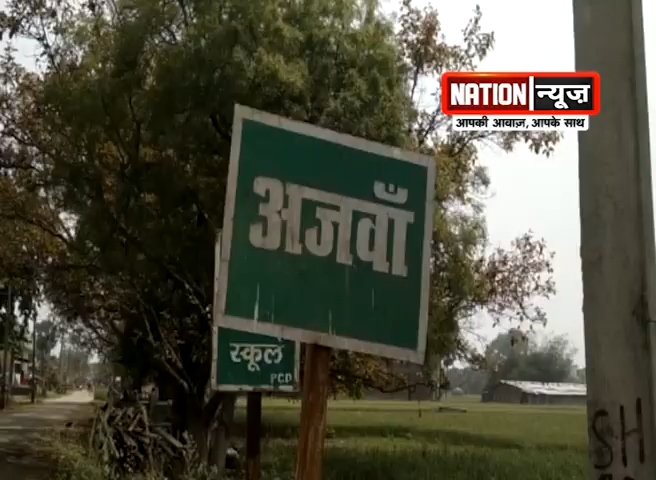 NATION न्यूज़
आपकी आवाज़, आपके साथ
अजवाँ
स्कूल
PCD
SH